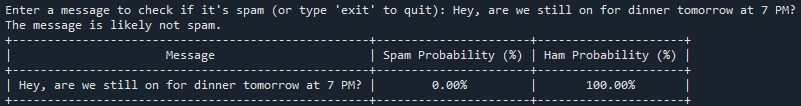 Enter a message to check if it's spam (or type 'exit' to quit): Hey, are we still on for dinner tomorrow at 7 PM?
The message is likely not spam.
+--------------------------------------------------+----------------------+---------------------+
| Message | Spam Probability (%) | Ham Probability (%) |
+--------------------------------------------------+----------------------+---------------------+
| Hey, are we still on for dinner tomorrow at 7 PM? | 0.00% | 100.00% |
+--------------------------------------------------+----------------------+---------------------+